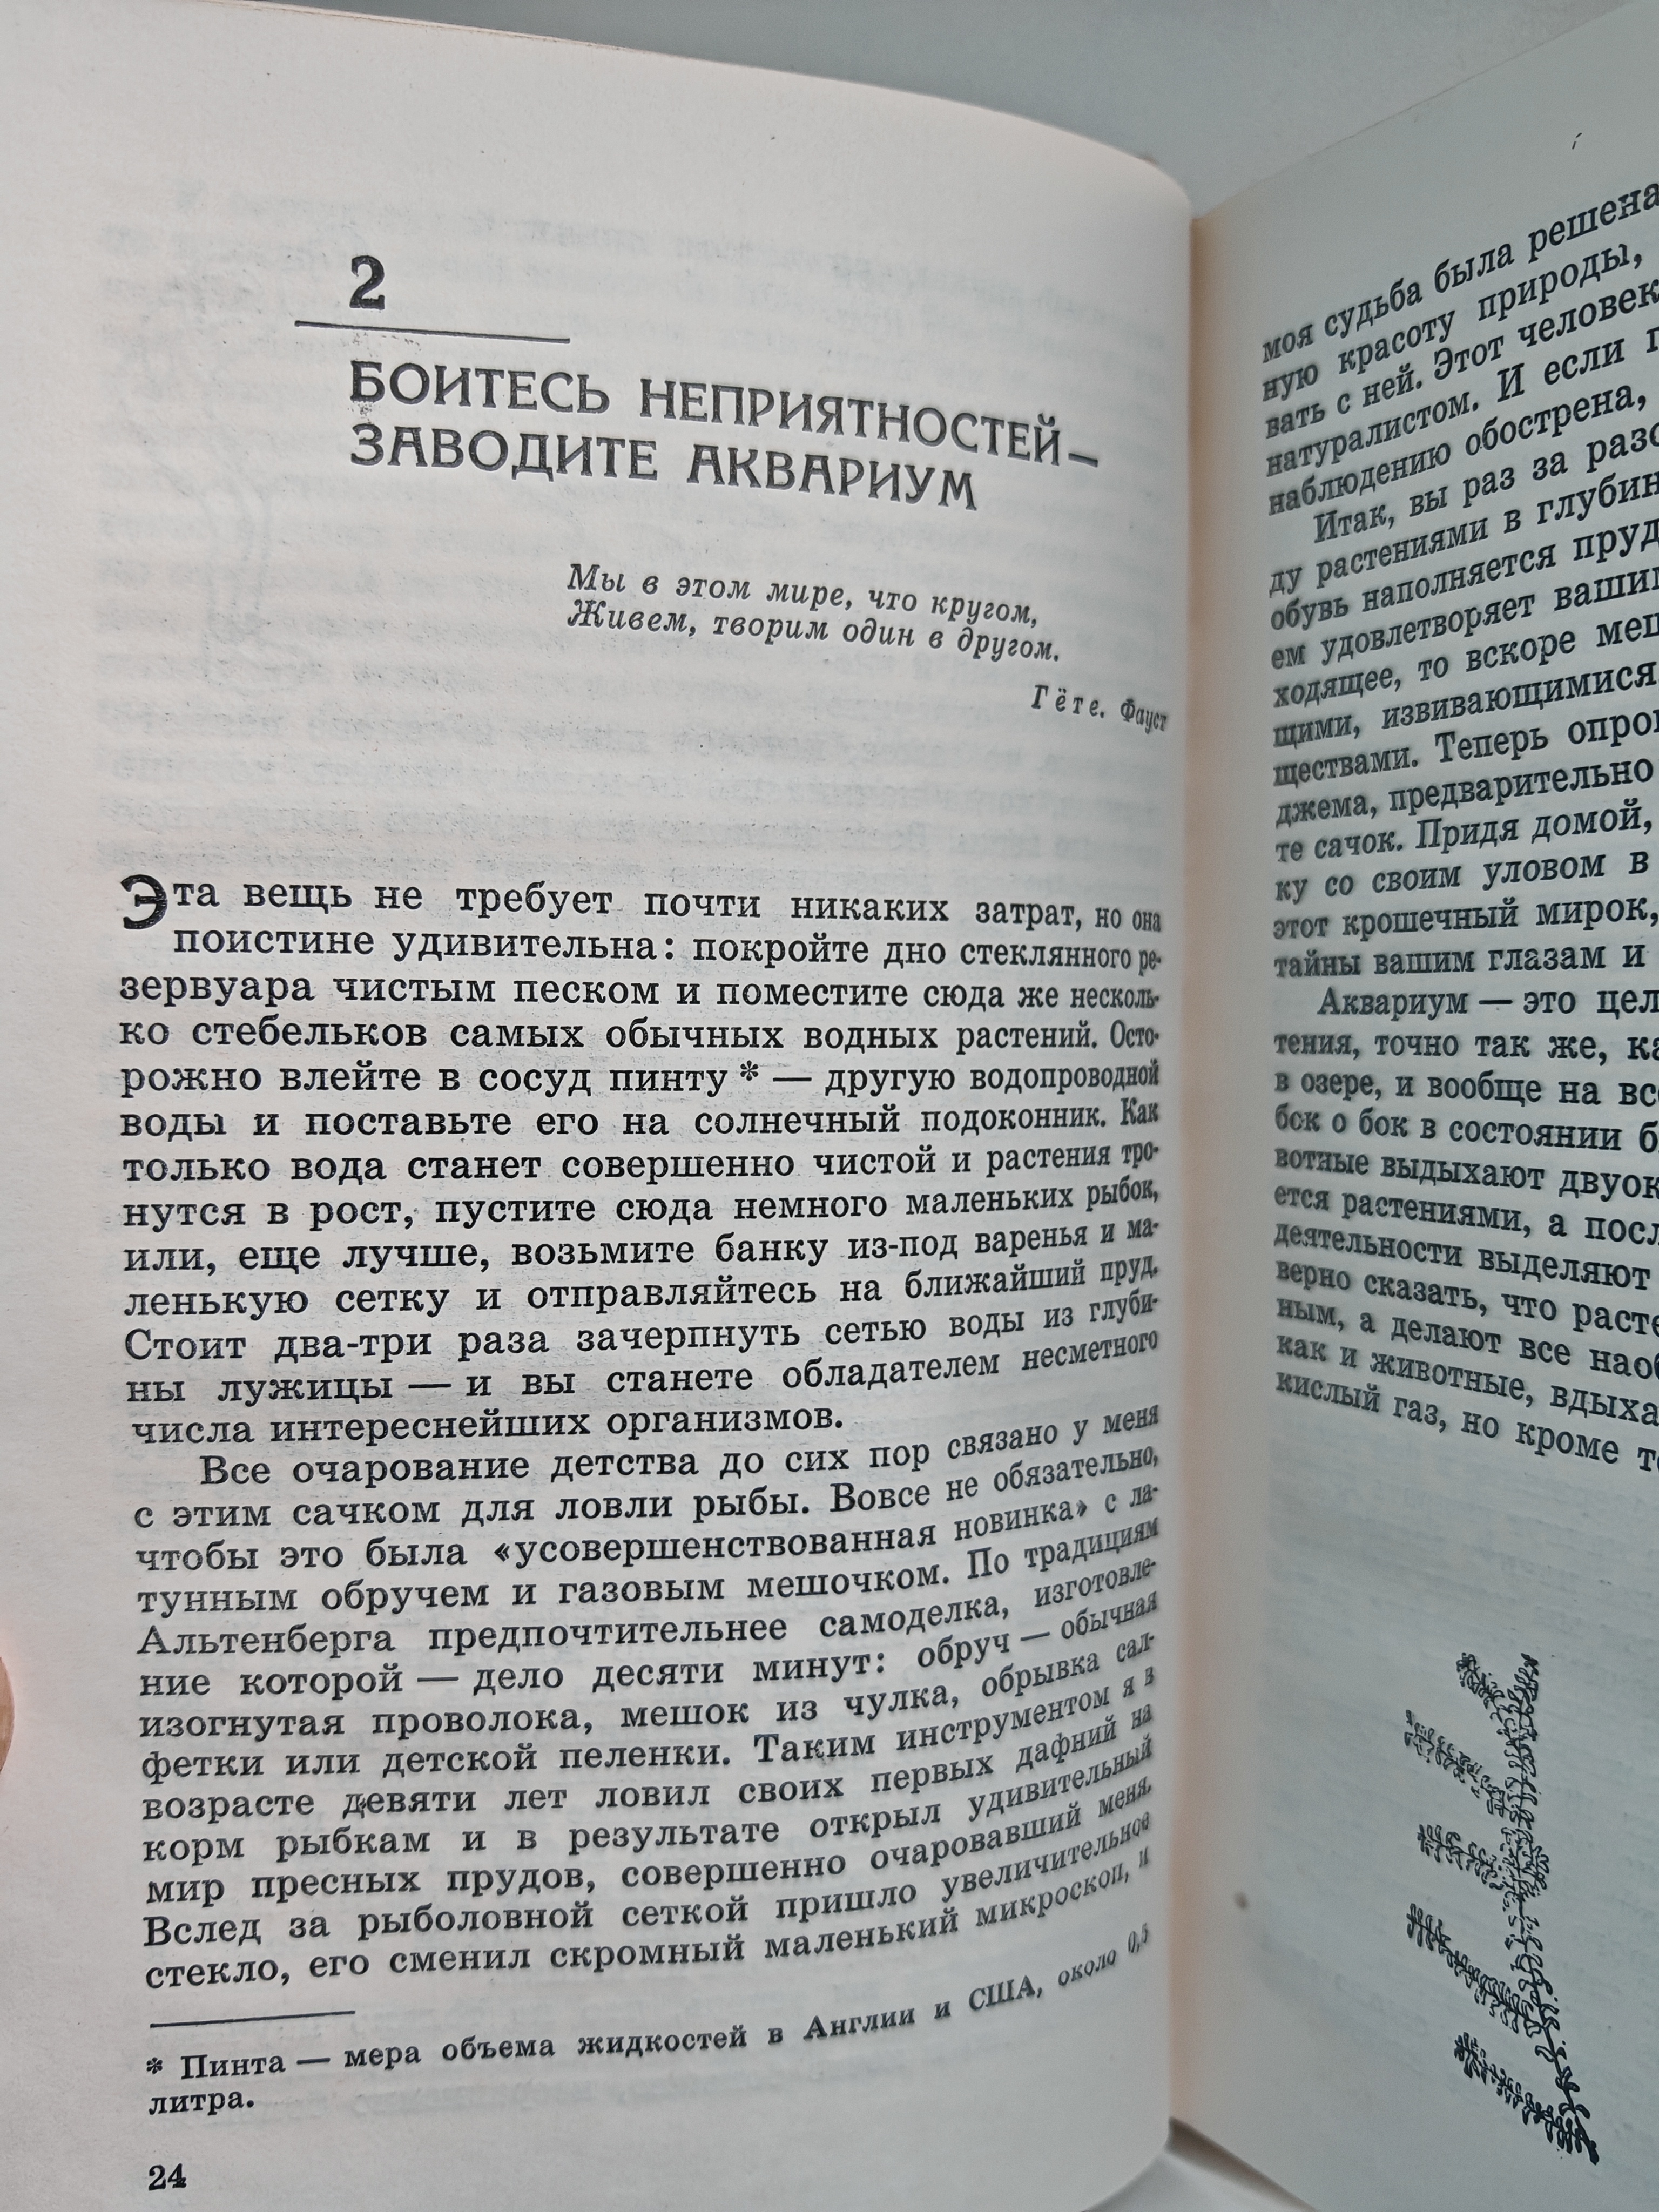 2
БОИТЕСЬ НЕПРИЯТНОСТЕЙ—
ЗАВОДИТЕ АКВАРИУМ
Мы в этом мире, что кругом,
Живем, творим один в другом.
Гёте. Фауст
Эта вещь не требует почти никаких затрат, но она
поистине удивительна: покройте дно стеклянного ре-
зервуара чистым песком и поместите сюда же несколь-
ко стебельков самых обычных водных растений. Осто-
рожно влейте в сосуд пинту * — другую водопроводной
воды и поставьте его на солнечный подоконник. Как
только вода станет совершенно чистой и растения тро-
нутся в рост, пустите сюда немного маленьких рыбок,
или, еще лучше, возьмите банку из-под варенья и ма-
ленькую сетку и отправляйтесь на ближайший пруд.
Стоит два-три раза зачерпнуть сетью воды из глуби-
ны лужицы — и вы станете обладателем несметного
числа интереснейших организмов.
Все очарование детства до сих пор связано у меня
с этим сачком для ловли рыбы. Вовсе не обязательно,
чтобы это была «усовершенствованная новинка» с ла-
тунным обручем и газовым мешочком. По традициям
Альтенберга предпочтительнее самоделка, изготовле-
ние которой — дело десяти минут: обруч — обычная
изогнутая проволока, мешок из чулка, обрывка сал-
фетки или детской пеленки. Таким инструментом я в
возрасте девяти лет ловил своих первых дафний на
корм рыбкам и в результате открыл удивительный
мир пресных прудов, совершенно очаровавший меня.
Вслед за рыболовной сеткой пришло увеличительное
стекло, его сменил скромный маленький микроскоп, и
* Пинта — мера объема жидкостей в Англии и США, около 0,5
литра.
24
моя судьба была решена
ную красоту природы,
вать с ней. Этот человек
натуралистом. И если
наблюдению обострена,
Итак, вы раз за разо
ду растениями в глубин
обувь наполняется пруд
ем удовлетворяет вашим
ходящее, то вскоре меш
щими, извивающимися
ществами. Теперь опрок
джема, предварительно
те сачок. Придя домой,
ку со своим уловом в
этот крошечный мирок,
тайны вашим глазам и
Аквариум — это цел
тения, точно так же, ка
в озере, и вообще на вс
бок о бок в состоянии б
вотные выдыхают двуок
ется растениями, а посл
деятельности выделяют
верно сказать, что расте
ным, а делают все наоб
как и животные, вдыха
кислый газ, но кроме т